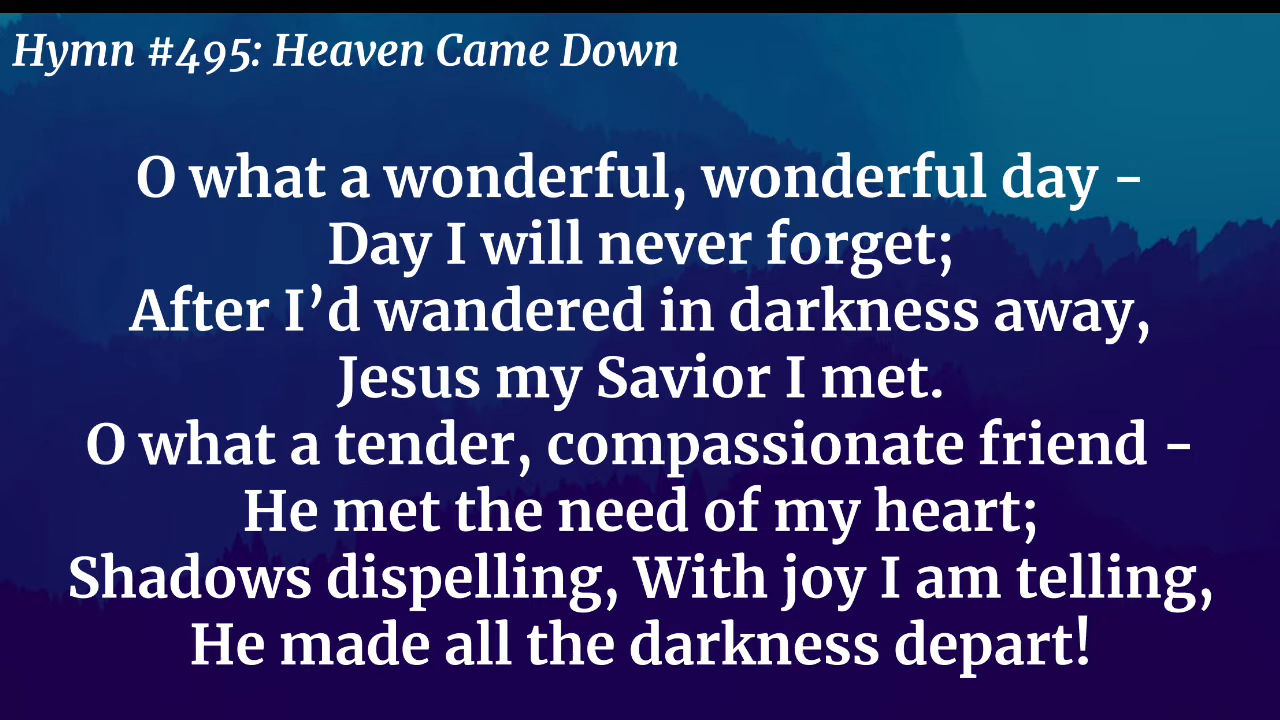 Hymn #495: Heaven Came Down
O what a wonderful, wonderful day -
Day I will never forget;
After I’d wandered in darkness away,
Jesus my Savior I met.
O what a tender, compassionate friend -
He met the need of my heart;
Shadows dispelling, With joy I am telling,
He made all the darkness depart!